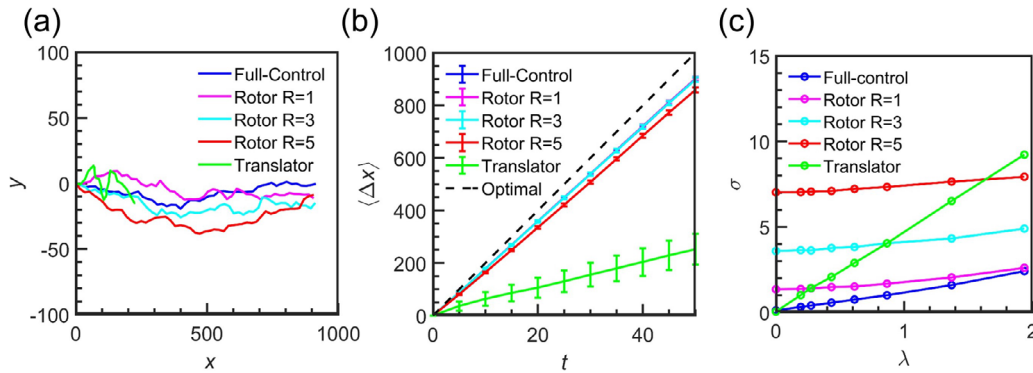 (a)
100
50
0
-50
-100
y
0
500
1000
x
Full-Control
Rotor R=1
Rotor R=3
Rotor R=5
Translator
(b)
1000
800
600
400
200
0
⟨Δx⟩
0
20
40
t
Full-Control
Rotor R=1
Rotor R=3
Rotor R=5
Translator
Optimal
(c)
15
10
5
0
σ
0
1
2
λ
Full-control
Rotor R=1
Rotor R=3
Rotor R=5
Translator